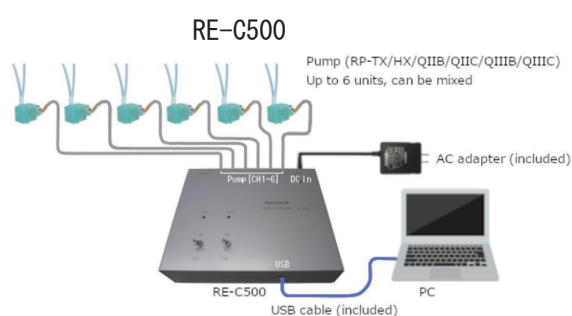 RE-C500
Pump (RP-TX/HX/QIIB/QIIC/QIIIB/QIIIC)
Up to 6 units, can be mixed
AC adapter (included)
Pump[CH1-6]
DC In
USB
RE-C500
PC
USB cable (included)